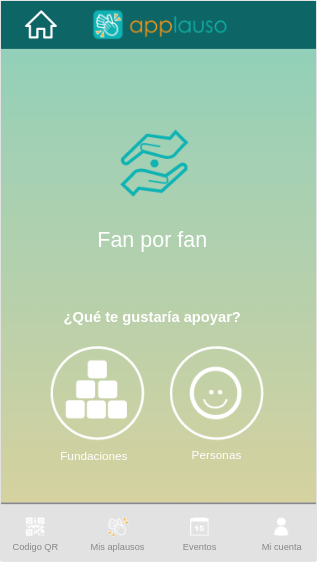 applauso
Fan por fan
¿Qué te gustaría apoyar?
Fundaciones
Personas
15
Codigo QR
Mis aplausos
Eventos
Mi cuenta